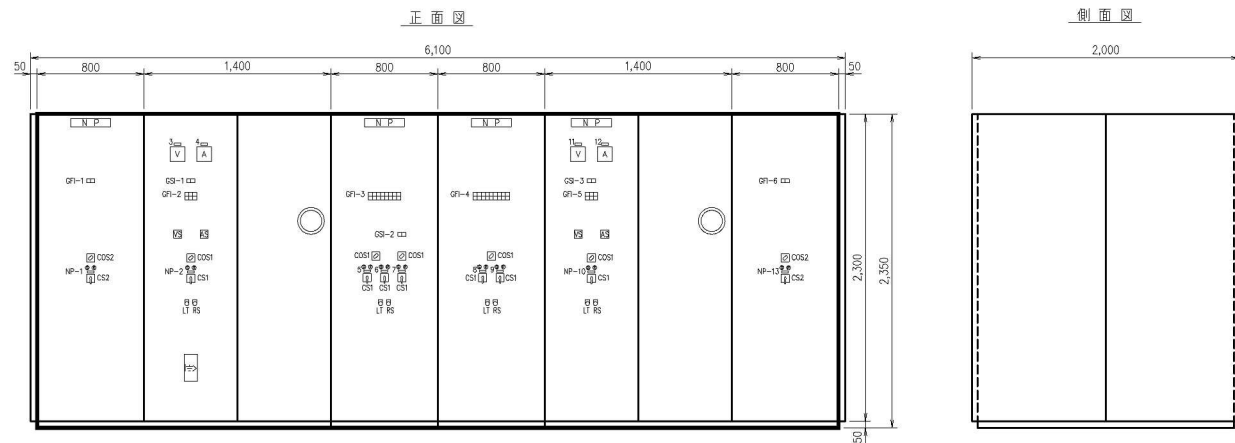 正 面 図
側 面 図
6,100
2,000
50 800 1,400 800 800 1,400 800 50
N P N P N P N P
3 4 11 12
V A V A
GFI-1 GSI-1 GSI-3 GFI-6
GFI-2 GFI-3 GFI-4 GFI-5
VS AS GSI-2 VS AS
COS2 COS1 COS1 COS1 COS1 COS1 COS2
NP-1 NP-2 5 6 7 8 9 NP-10 NP-13
CS2 CS1 CS1 CS1 CS1 CS1 CS1 CS1 CS2
LT RS LT RS LT RS LT RS
2,300
2,350
50